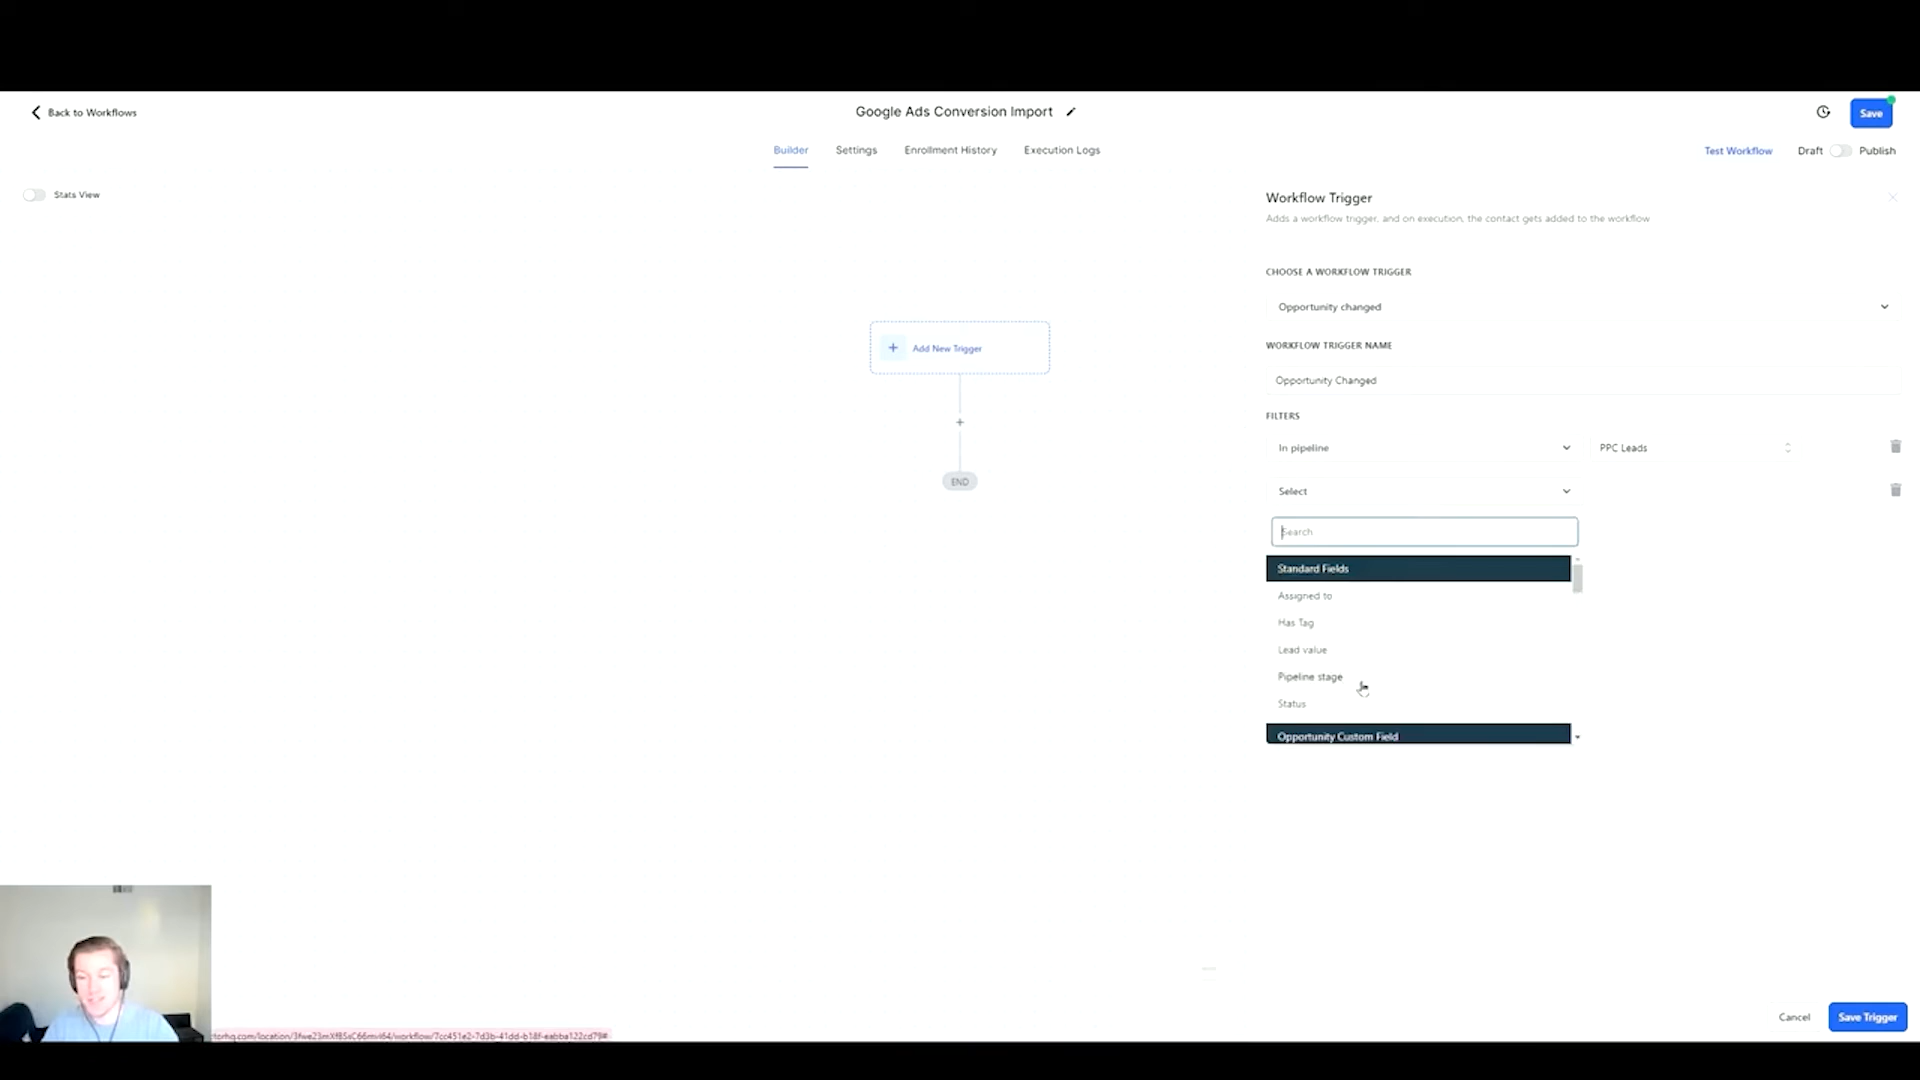 Back to Workflows
Google Ads Conversion Import
Save
Builder
Settings
Enrollment History
Execution Logs
Test Workflow
Draft
Publish
Stats View
Workflow Trigger
Adds a workflow trigger, and on execution, the contact gets added to the workflow
CHOOSE A WORKFLOW TRIGGER
Opportunity changed
WORKFLOW TRIGGER NAME
Opportunity Changed
Add New Trigger
FILTERS
In pipeline
PPC Leads
END
Select
Search
Standard Fields
Assigned to
Has Tag
Lead value
Pipeline stage
Status
Opportunity Custom Field
Cancel
Save Trigger